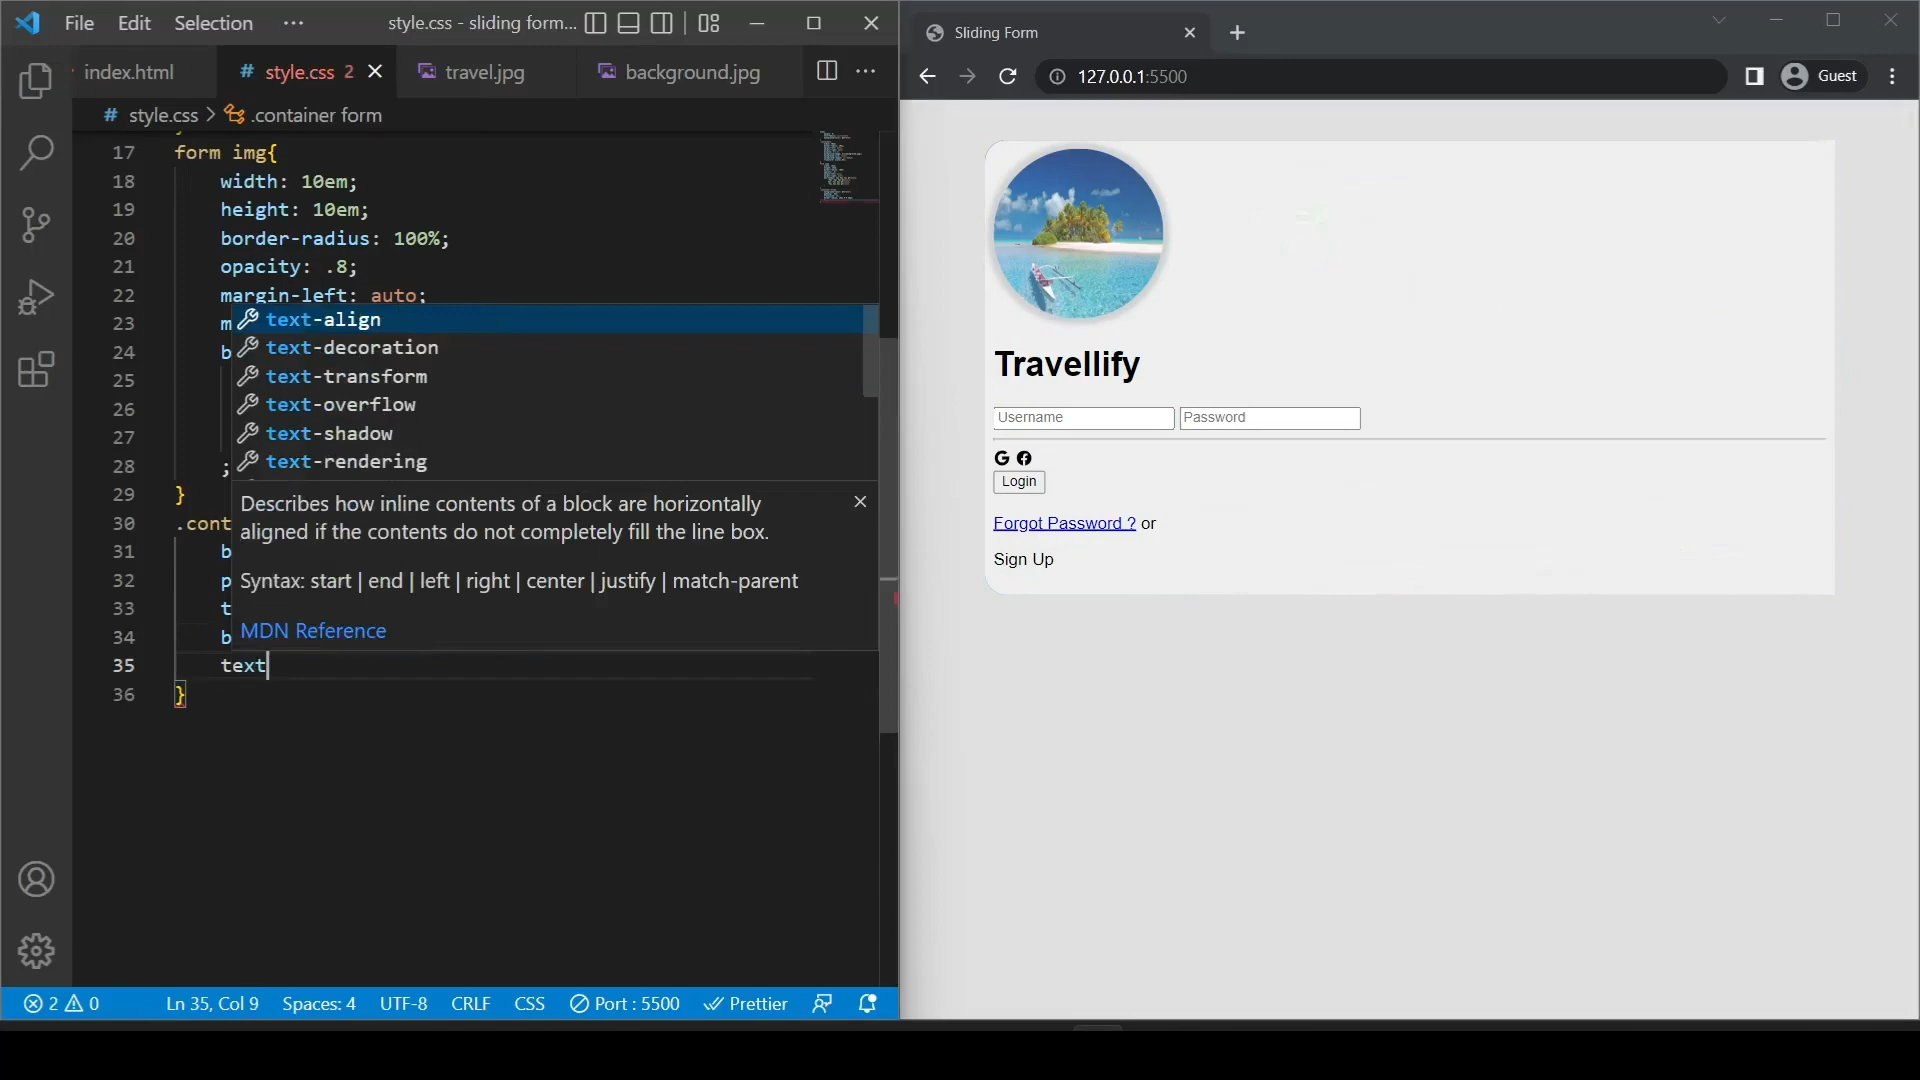 File Edit Selection ··· style.css - sliding form...
index.html # style.css 2 travel.jpg background.jpg ···
# style.css > .container form
17 form img{
18 width: 10em;
19 height: 10em;
20 border-radius: 100%;
21 opacity: .8;
22 margin-left: auto;
23 m
24 b
25
26
27
28 ;
29 }
30 .cont
31 b
32 p
33 t
34 b
35 text
36 }
text-align
text-decoration
text-transform
text-overflow
text-shadow
text-rendering
Describes how inline contents of a block are horizontally
aligned if the contents do not completely fill the line box.
Syntax: start | end | left | right | center | justify | match-parent
MDN Reference
2 0 Ln 35, Col 9 Spaces: 4 UTF-8 CRLF CSS Port : 5500 Prettier
Sliding Form
127.0.0.1:5500 Guest
Travellify
Username Password
Login
Forgot Password ? or
Sign Up